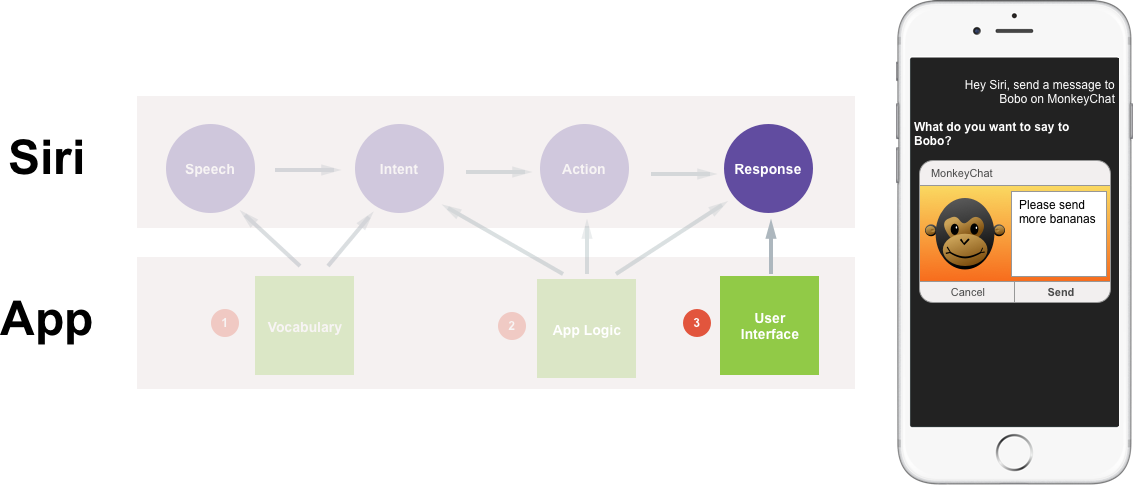 Siri
Speech
Intent
Action
Response
App
1
Vocabulary
2
App Logic
3
User
Interface
Hey Siri, send a message to
Bobo on MonkeyChat
What do you want to say to
Bobo?
MonkeyChat
Please send
more bananas
Cancel
Send